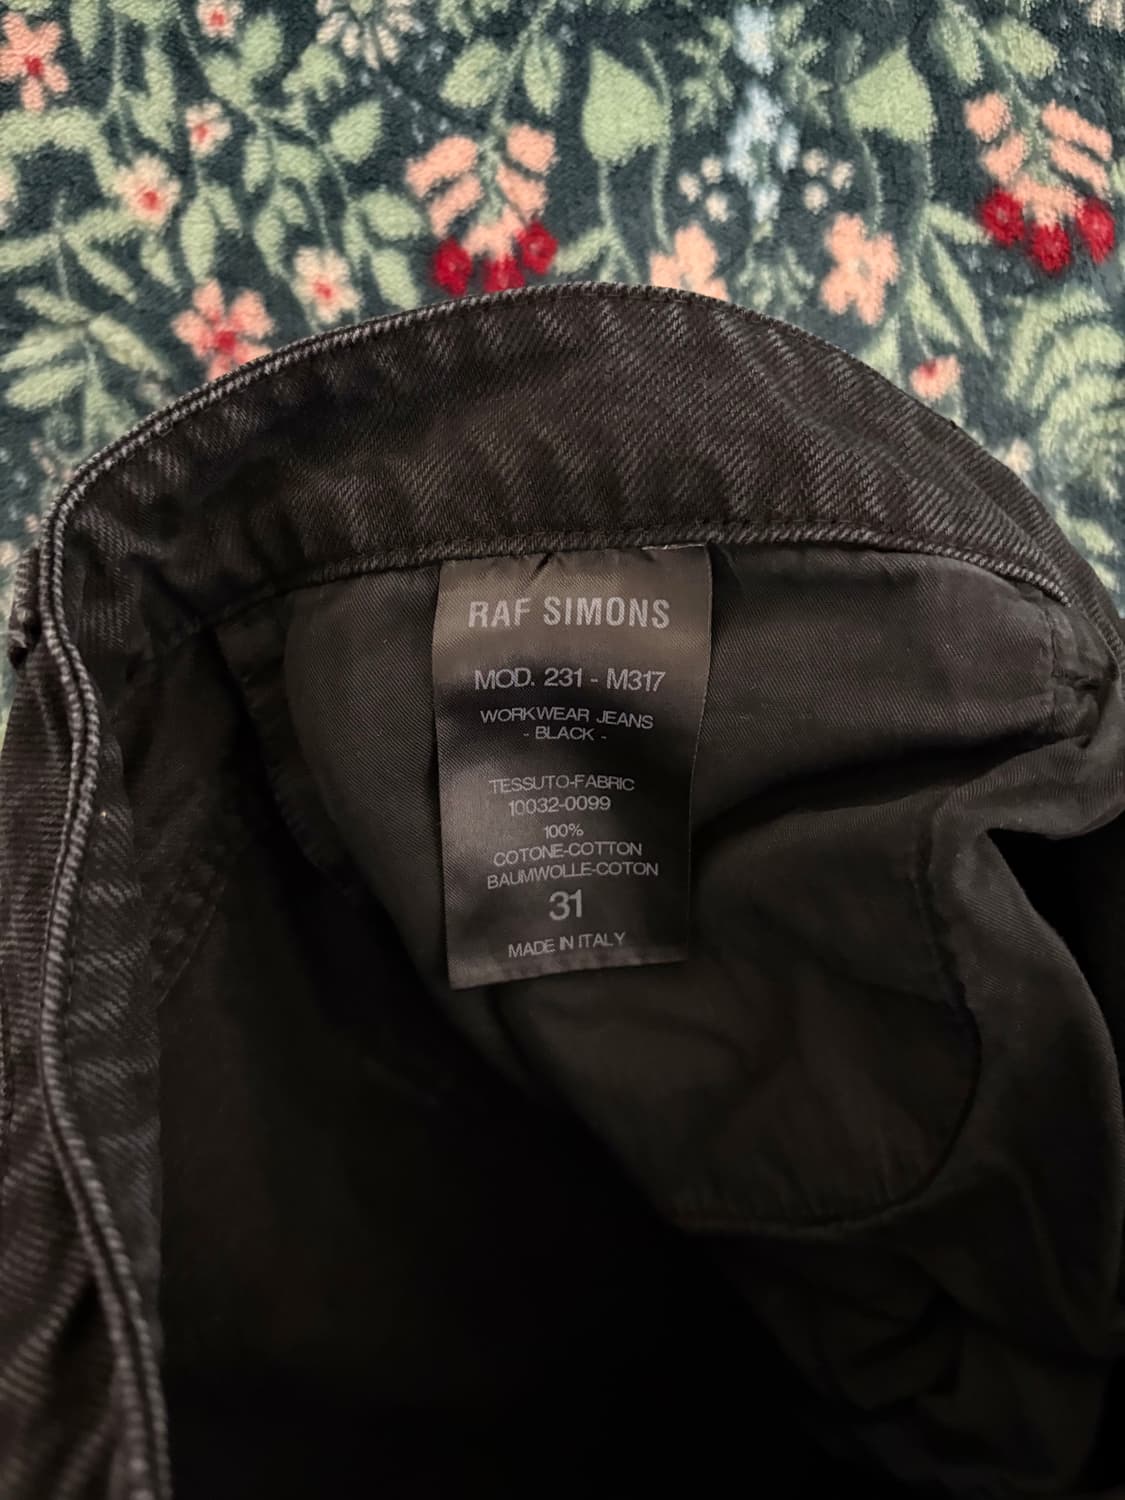 RAF SIMONS
MOD. 231 - M317
WORKWEAR JEANS
- BLACK -
TESSUTO-FABRIC
10032-0099
100%
COTONE-COTTON
BAUMWOLLE-COTON
31
MADE IN ITALY